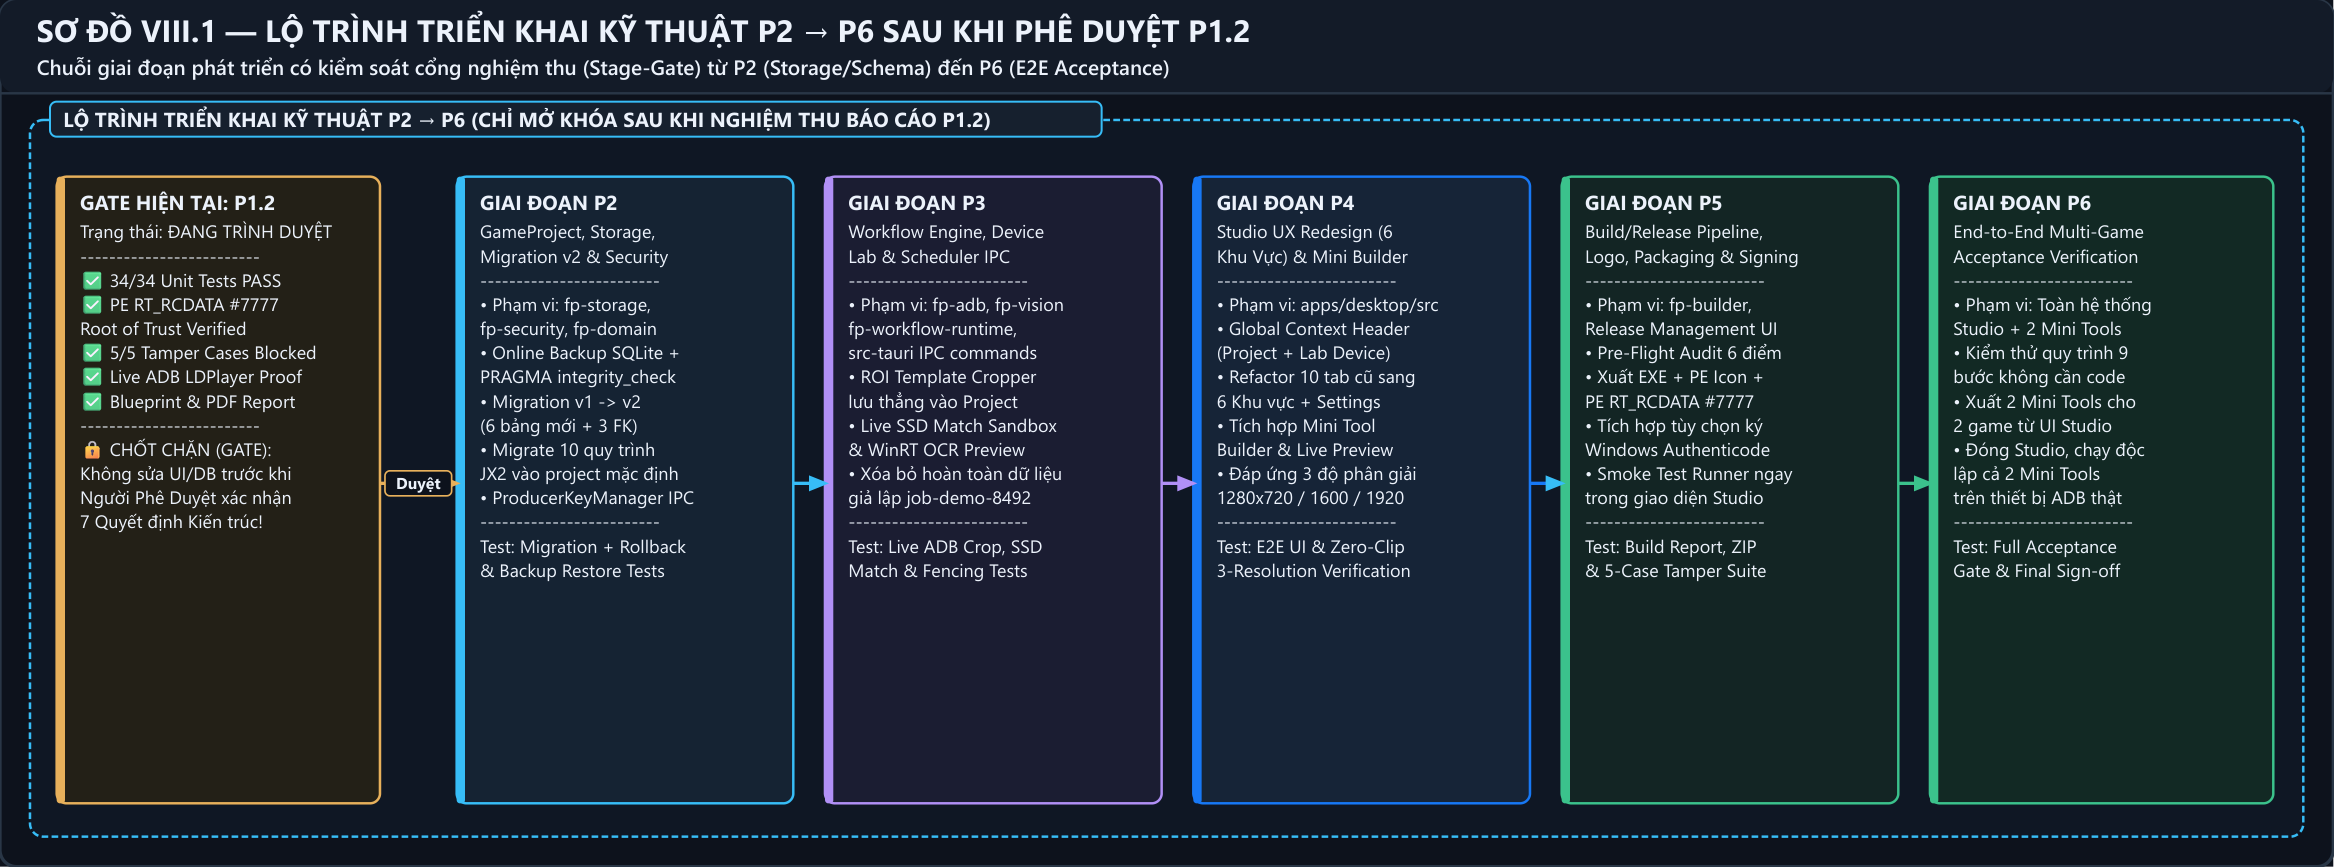 SƠ ĐỒ VIII.1 — LỘ TRÌNH TRIỂN KHAI KỸ THUẬT P2 → P6 SAU KHI PHÊ DUYỆT P1.2
Chuỗi giai đoạn phát triển có kiểm soát cổng nghiệm thu (Stage-Gate) từ P2 (Storage/Schema) đến P6 (E2E Acceptance)
LỘ TRÌNH TRIỂN KHAI KỸ THUẬT P2 → P6 (CHỈ MỞ KHÓA SAU KHI NGHIỆM THU BÁO CÁO P1.2)
GATE HIỆN TẠI: P1.2
Trạng thái: ĐANG TRÌNH DUYỆT
-------------------------
✅ 34/34 Unit Tests PASS
✅ PE RT_RCDATA #7777
Root of Trust Verified
✅ 5/5 Tamper Cases Blocked
✅ Live ADB LDPlayer Proof
✅ Blueprint & PDF Report
-------------------------
🔒 CHỐT CHẶN (GATE):
Không sửa UI/DB trước khi
Người Phê Duyệt xác nhận
7 Quyết định Kiến trúc!
Duyệt
GIAI ĐOẠN P2
GameProject, Storage,
Migration v2 & Security
-------------------------
• Phạm vi: fp-storage,
fp-security, fp-domain
• Online Backup SQLite +
PRAGMA integrity_check
• Migration v1 -> v2
(6 bảng mới + 3 FK)
• Migrate 10 quy trình
JX2 vào project mặc định
• ProducerKeyManager IPC
-------------------------
Test: Migration + Rollback
& Backup Restore Tests
GIAI ĐOẠN P3
Workflow Engine, Device
Lab & Scheduler IPC
-------------------------
• Phạm vi: fp-adb, fp-vision
fp-workflow-runtime,
src-tauri IPC commands
• ROI Template Cropper
lưu thẳng vào Project
• Live SSD Match Sandbox
& WinRT OCR Preview
• Xóa bỏ hoàn toàn dữ liệu
giả lập job-demo-8492
-------------------------
Test: Live ADB Crop, SSD
Match & Fencing Tests
GIAI ĐOẠN P4
Studio UX Redesign (6
Khu Vực) & Mini Builder
-------------------------
• Phạm vi: apps/desktop/src
• Global Context Header
(Project + Lab Device)
• Refactor 10 tab cũ sang
6 Khu vực + Settings
• Tích hợp Mini Tool
Builder & Live Preview
• Đáp ứng 3 độ phân giải
1280x720 / 1600 / 1920
-------------------------
Test: E2E UI & Zero-Clip
3-Resolution Verification
GIAI ĐOẠN P5
Build/Release Pipeline,
Logo, Packaging & Signing
-------------------------
• Phạm vi: fp-builder,
Release Management UI
• Pre-Flight Audit 6 điểm
• Xuất EXE + PE Icon +
PE RT_RCDATA #7777
• Tích hợp tùy chọn ký
Windows Authenticode
• Smoke Test Runner ngay
trong giao diện Studio
-------------------------
Test: Build Report, ZIP
& 5-Case Tamper Suite
GIAI ĐOẠN P6
End-to-End Multi-Game
Acceptance Verification
-------------------------
• Phạm vi: Toàn hệ thống
Studio + 2 Mini Tools
• Kiểm thử quy trình 9
bước không cần code
• Xuất 2 Mini Tools cho
2 game từ UI Studio
• Đóng Studio, chạy độc
lập cả 2 Mini Tools
trên thiết bị ADB thật
-------------------------
Test: Full Acceptance
Gate & Final Sign-off